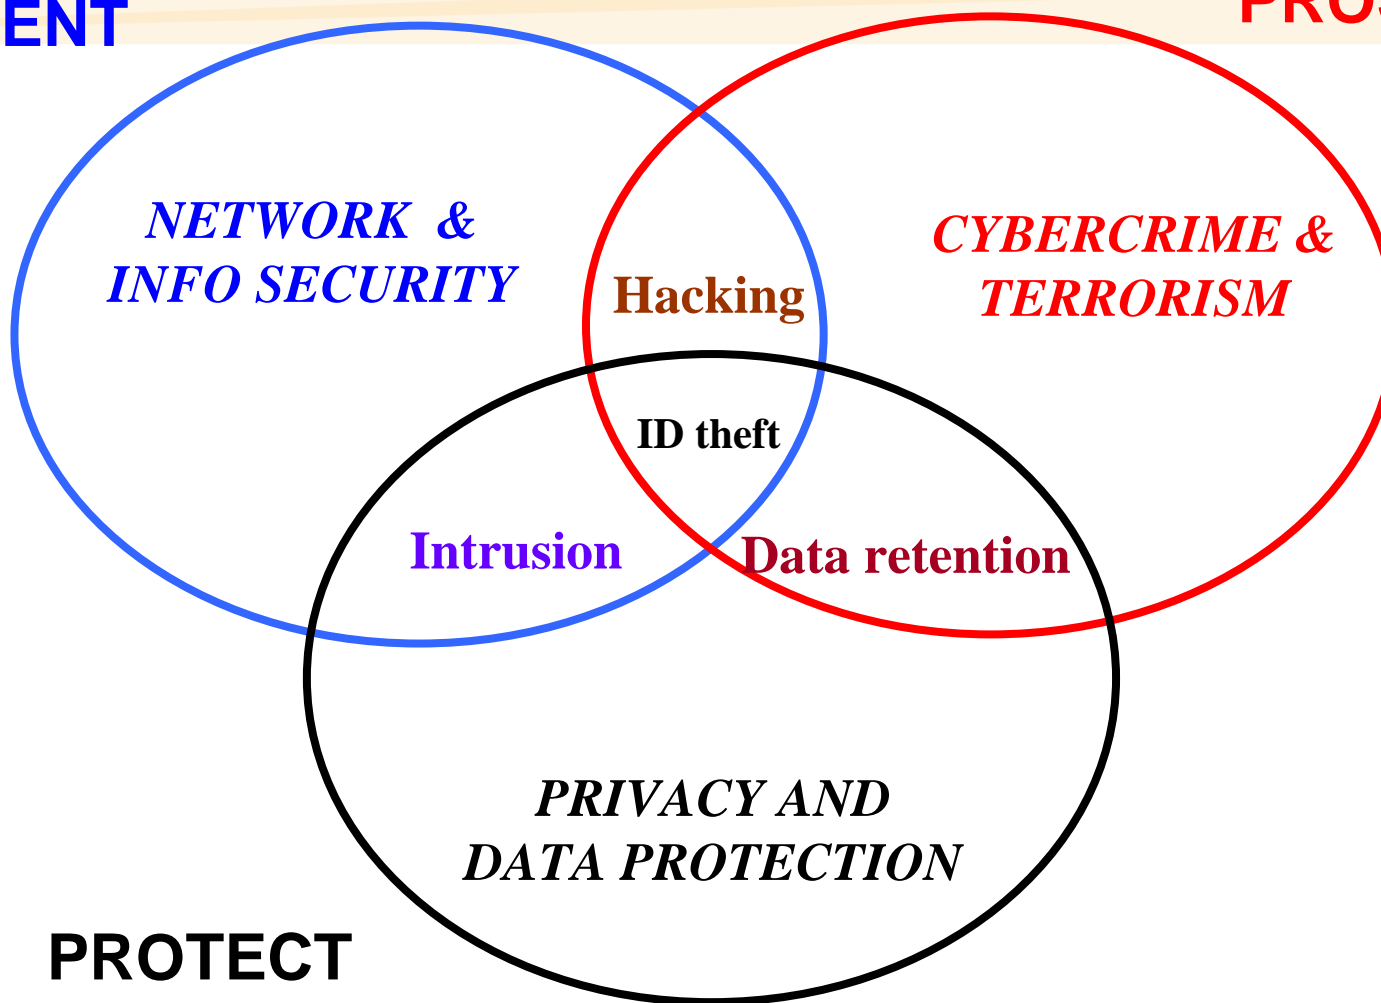 ENT
NETWORK &
INFO SECURITY
CYBERCRIME &
TERRORISM
Hacking
ID theft
Intrusion
Data retention
PRIVACY AND
DATA PROTECTION
PROTECT